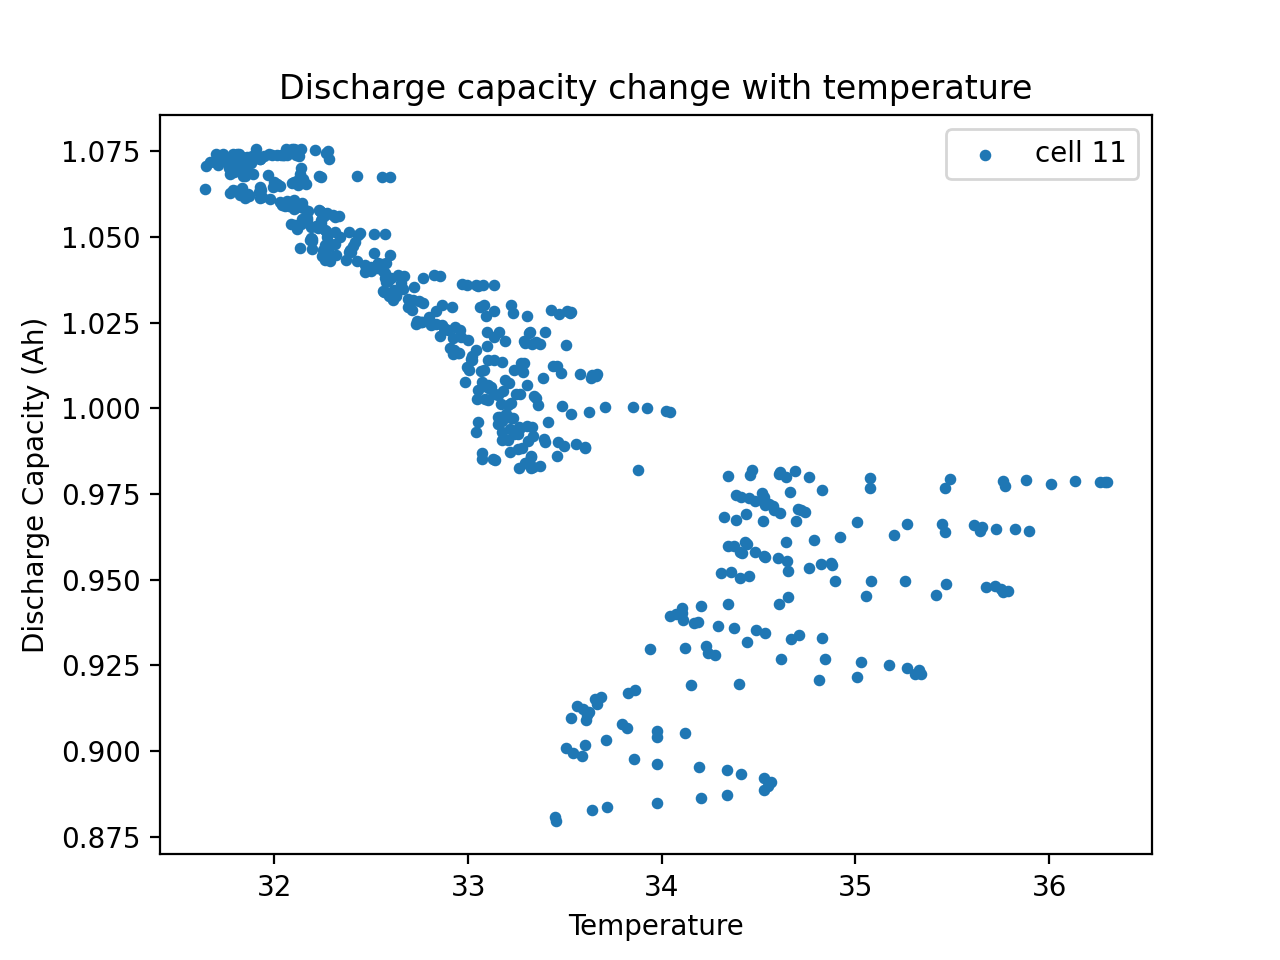 Discharge capacity change with temperature
cell 11
Discharge Capacity (Ah)
1.075
1.050
1.025
1.000
0.975
0.950
0.925
0.900
0.875
32 33 34 35 36
Temperature